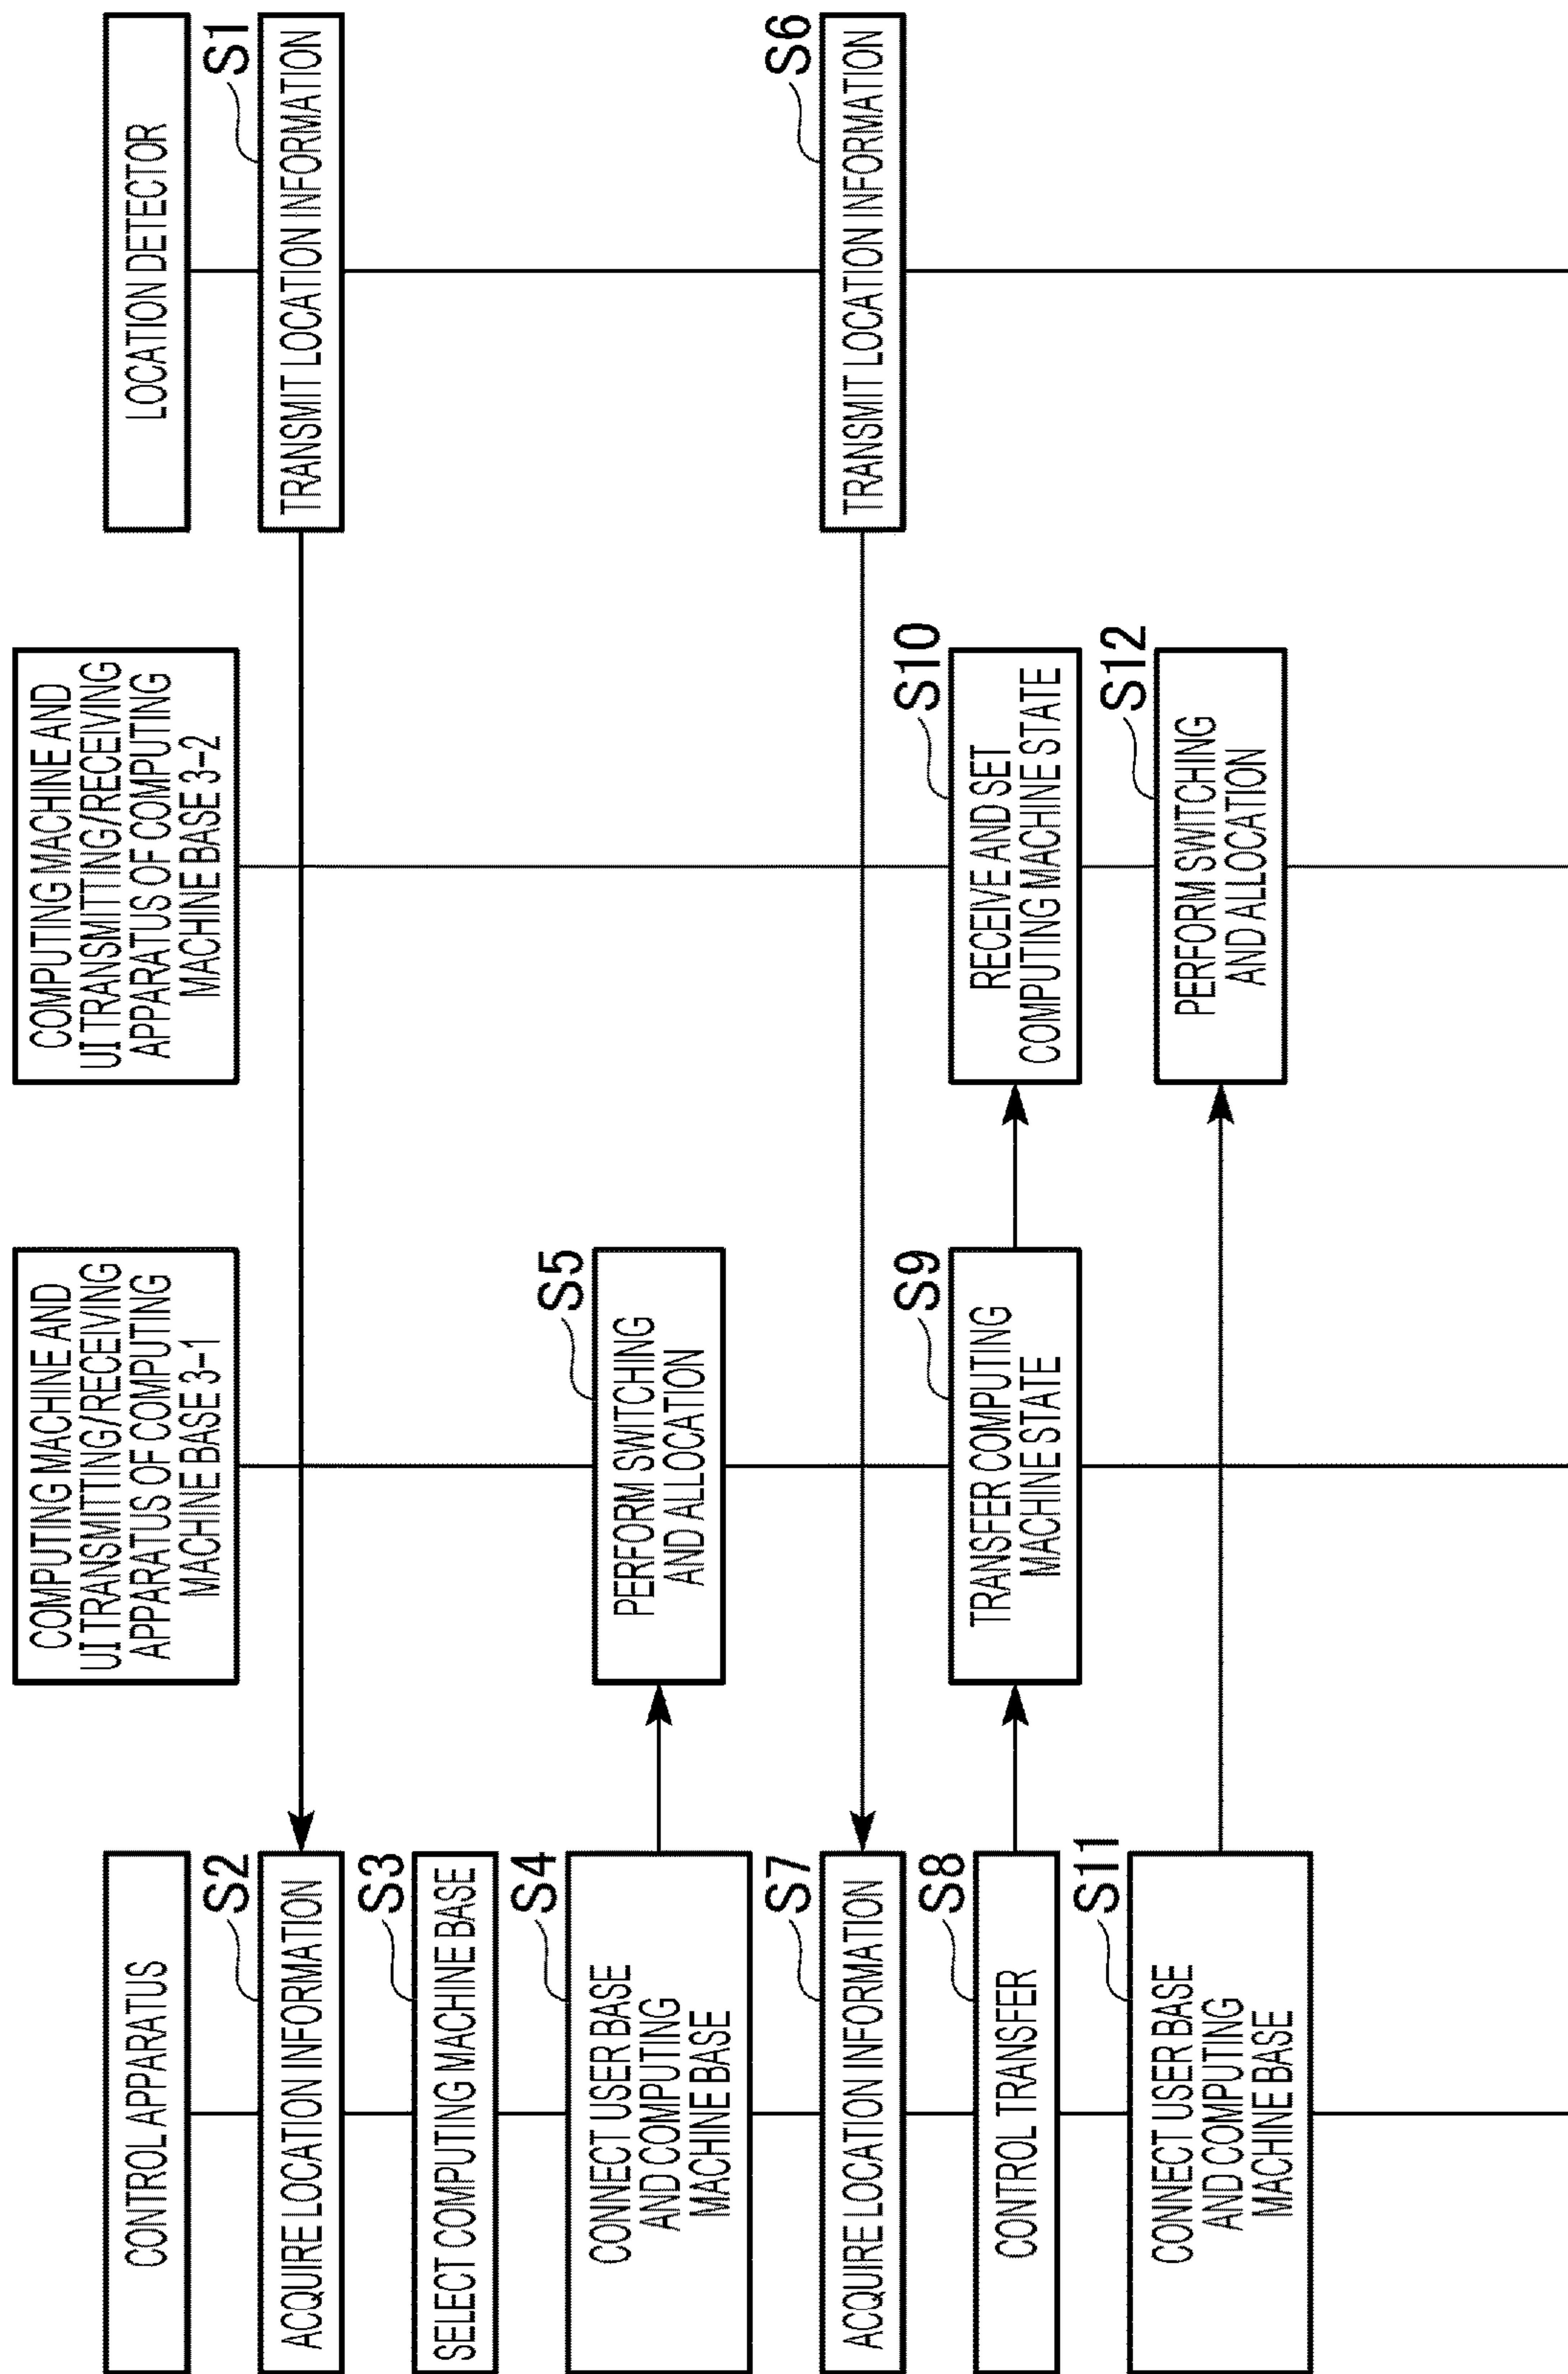 CONTROL APPARATUS
COMPUTING MACHINE AND
UI TRANSMITTING/RECEIVING
APPARATUS OF COMPUTING
MACHINE BASE 3-1
COMPUTING MACHINE AND
UI TRANSMITTING/RECEIVING
APPARATUS OF COMPUTING
MACHINE BASE 3-2
LOCATION DETECTOR
S1
TRANSMIT LOCATION INFORMATION
S2
ACQUIRE LOCATION INFORMATION
S3
SELECT COMPUTING MACHINE BASE
S4
CONNECT USER BASE
AND COMPUTING
MACHINE BASE
S5
PERFORM SWITCHING
AND ALLOCATION
S6
TRANSMIT LOCATION INFORMATION
S7
ACQUIRE LOCATION INFORMATION
S8
CONTROL TRANSFER
S9
TRANSFER COMPUTING
MACHINE STATE
S10
RECEIVE AND SET
COMPUTING MACHINE STATE
S11
CONNECT USER BASE
AND COMPUTING
MACHINE BASE
S12
PERFORM SWITCHING
AND ALLOCATION